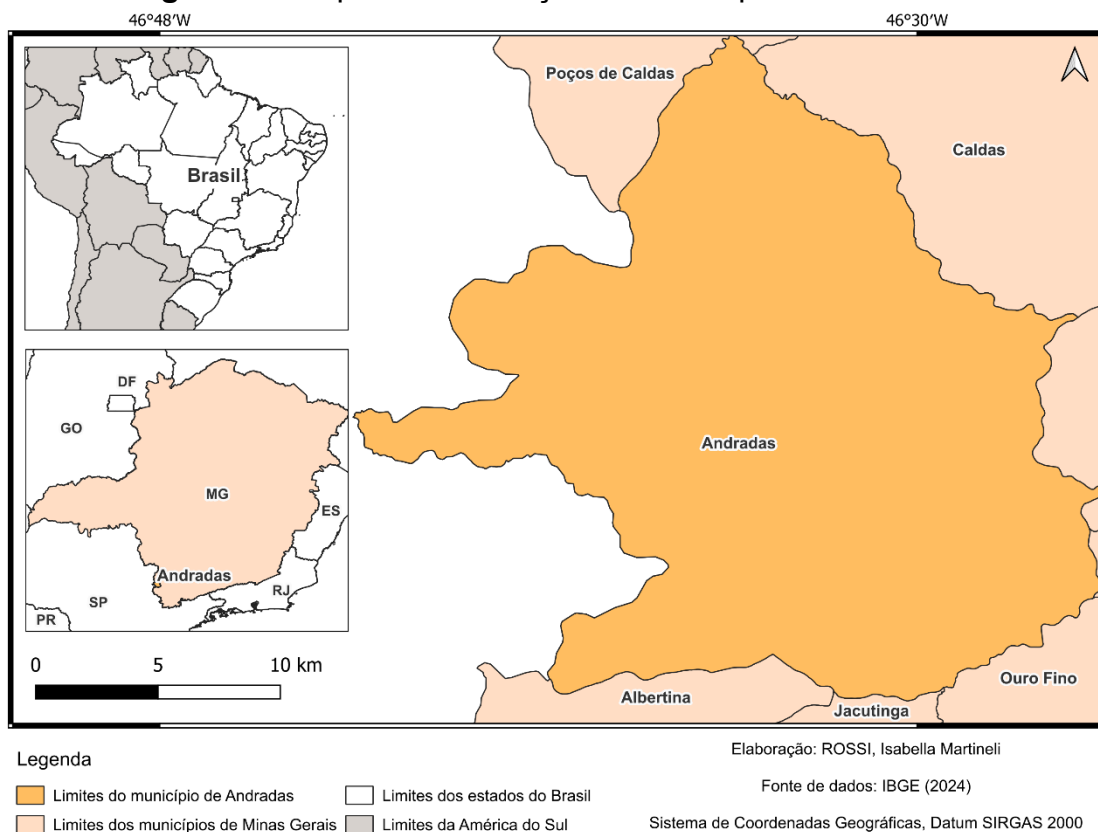 46°48'W
46°30'W
Poços de Caldas
Caldas
Brasil
Andradas
DF
GO
MG
ES
Andradas
SP
RJ
PR
0 5 10 km
Albertina
Jacutinga
Ouro Fino
Legenda
Limites do município de Andradas
Limites dos estados do Brasil
Limites dos municípios de Minas Gerais
Limites da América do Sul
Elaboração: ROSSI, Isabella Martineli
Fonte de dados: IBGE (2024)
Sistema de Coordenadas Geográficas, Datum SIRGAS 2000